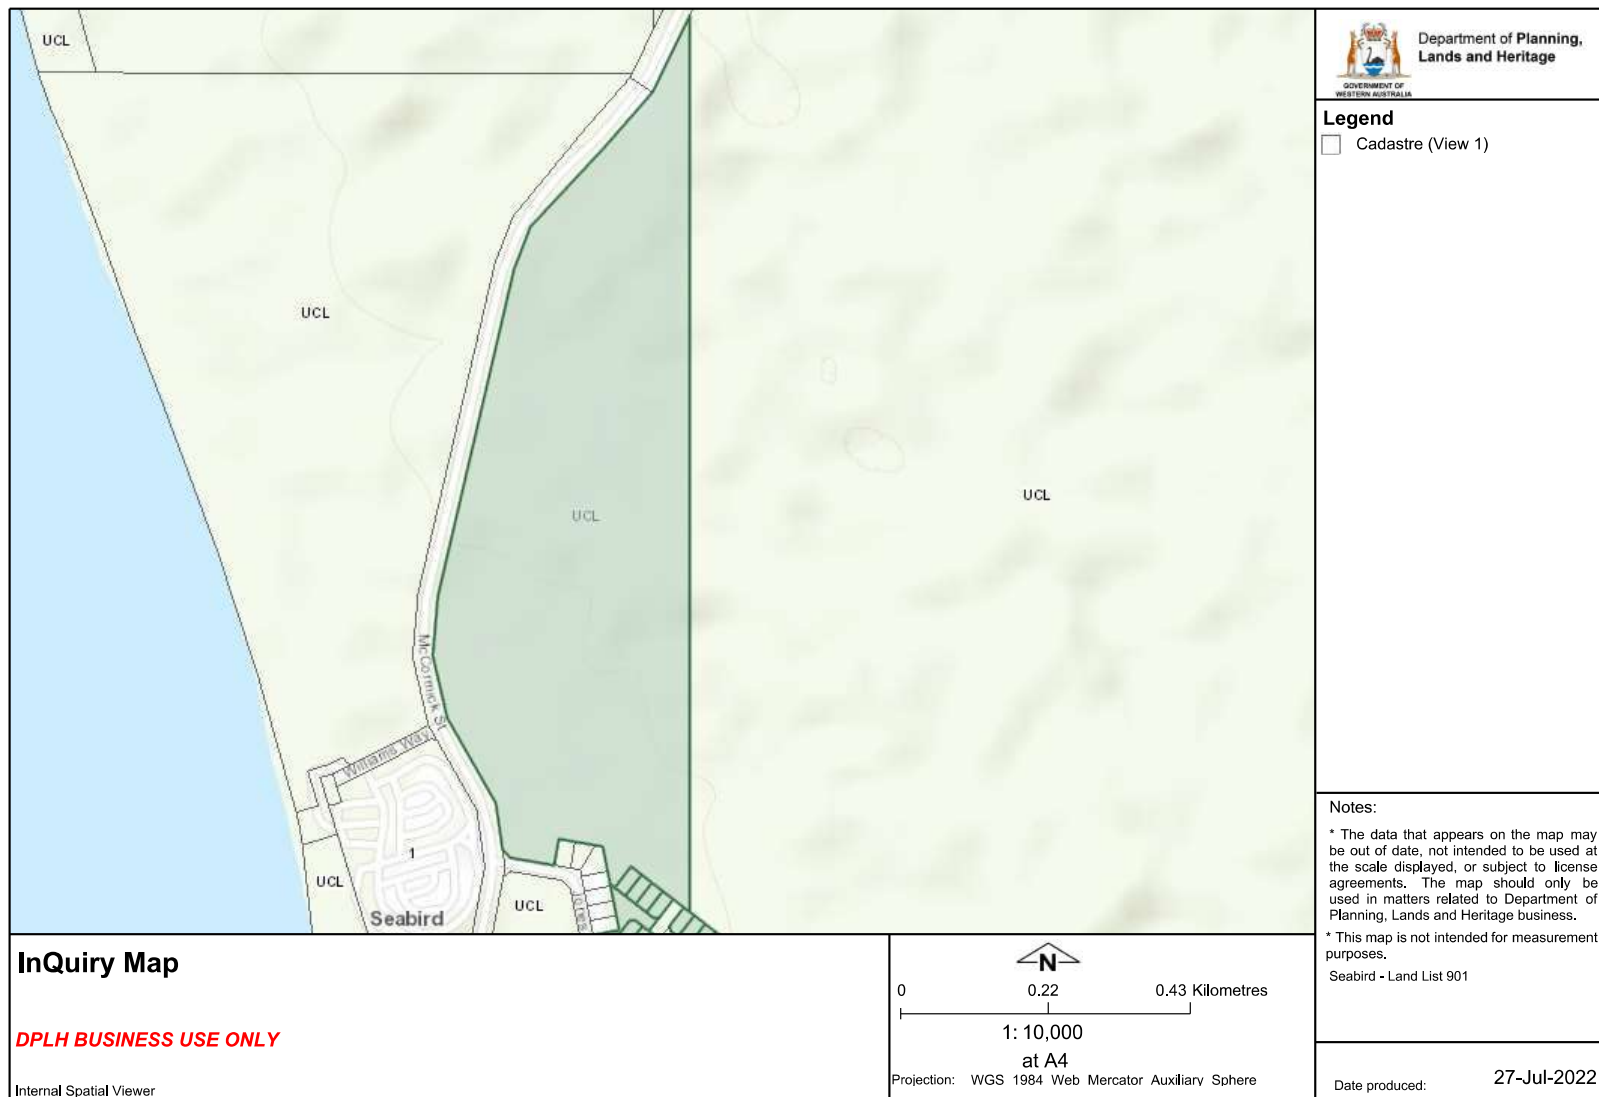 UCL
UCL
UCL
UCL
McCormick St
Williams Way
1
UCL
Seabird
UCL
Jones
Department of Planning,
Lands and Heritage
GOVERNMENT OF
WESTERN AUSTRALIA
Legend
Cadastre (View 1)
Notes:
* The data that appears on the map may
be out of date, not intended to be used at
the scale displayed, or subject to license
agreements. The map should only be
used in matters related to Department of
Planning, Lands and Heritage business.
* This map is not intended for measurement
purposes.
Seabird - Land List 901
InQuiry Map
DPLH BUSINESS USE ONLY
Internal Spatial Viewer
N
0 0.22 0.43 Kilometres
1: 10,000
at A4
Projection: WGS 1984 Web Mercator Auxiliary Sphere
Date produced: 27-Jul-2022